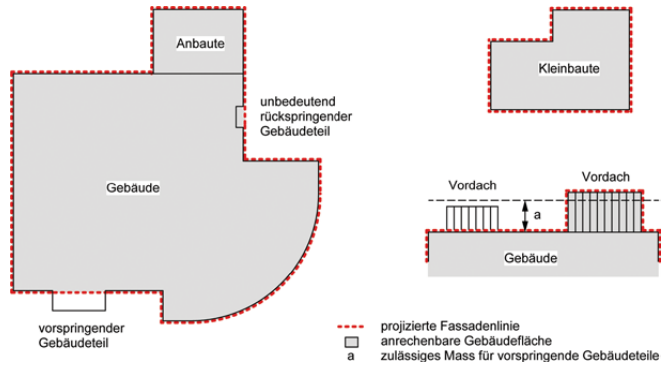 Anbaute
Kleinbaute
unbedeutend
rückspringender
Gebäudeteil
Gebäude
Vordach
Vordach
a
Gebäude
vorspringender
Gebäudeteil
projizierte Fassadenlinie
anrechenbare Gebäudefläche
a zulässiges Mass für vorspringende Gebäudeteile